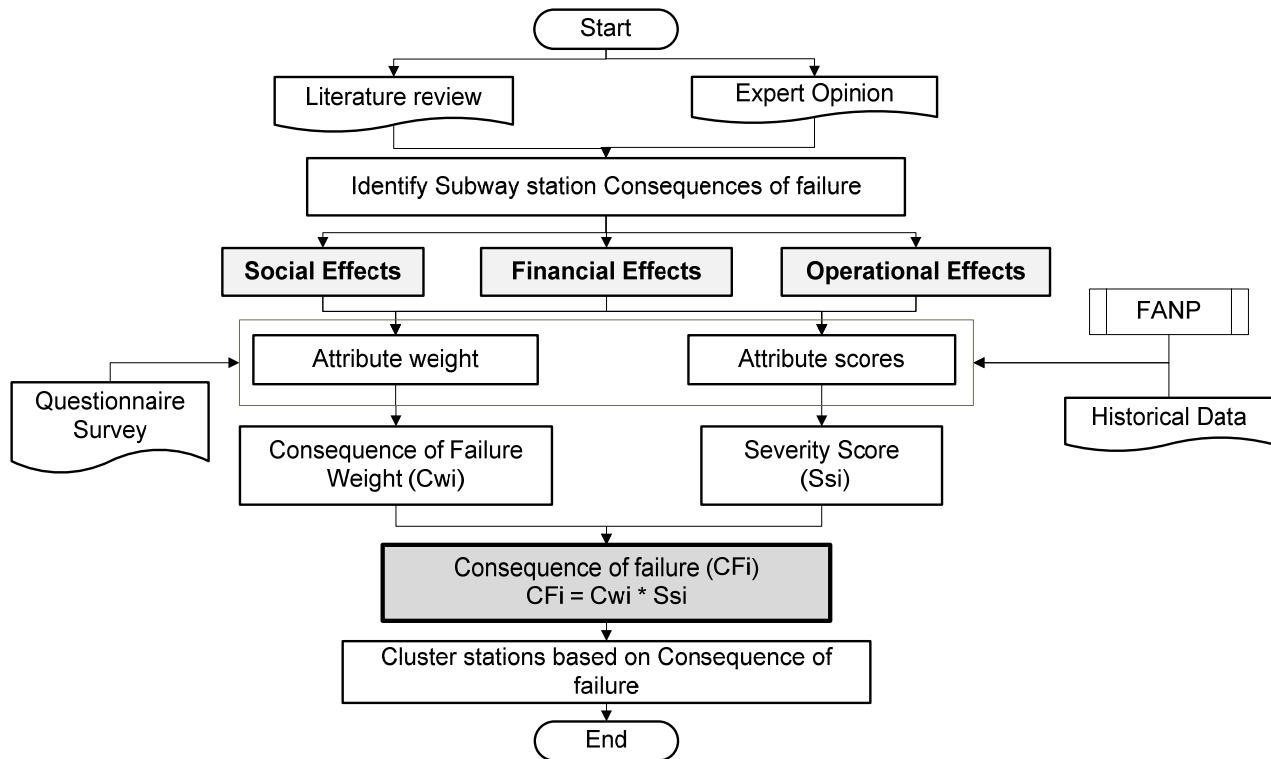 Start
Literature review
Expert Opinion
Identify Subway station Consequences of failure
Social Effects
Financial Effects
Operational Effects
FANP
Attribute weight
Attribute scores
Questionnaire
Survey
Historical Data
Consequence of Failure
Weight (Cwi)
Severity Score
(Ssi)
Consequence of failure (CFi)
CFi = Cwi * Ssi
Cluster stations based on Consequence of
failure
End